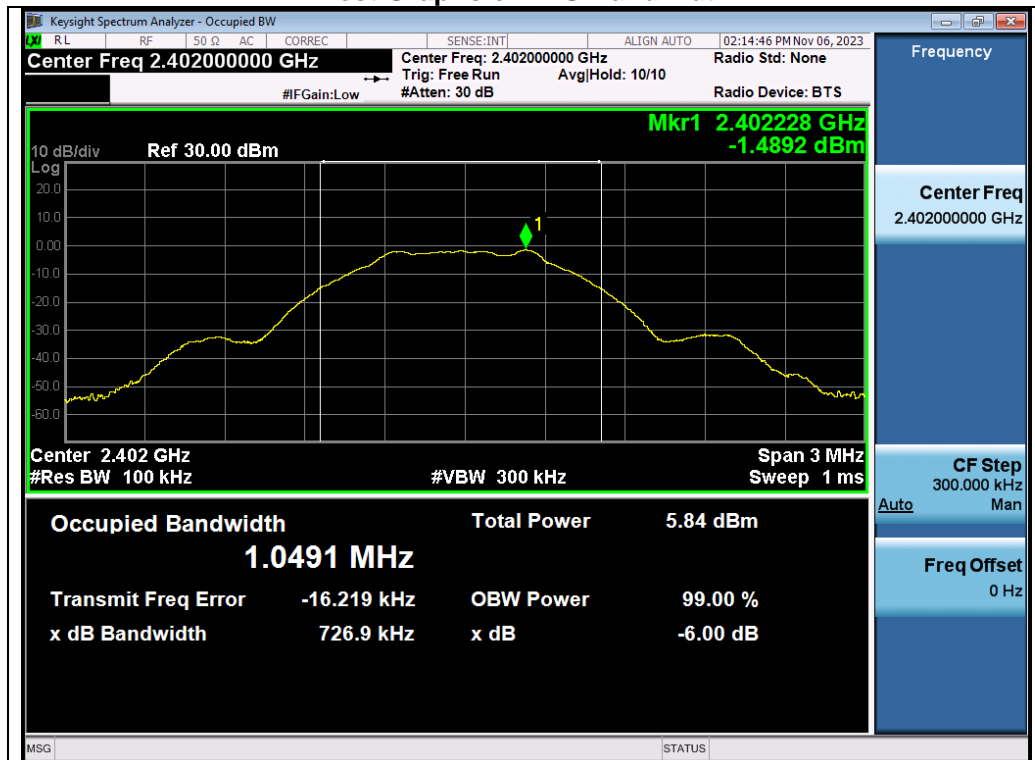 Keysight Spectrum Analyzer - Occupied BW
LXI RL RF 50 Ω AC CORREC SENSE:INT ALIGN AUTO 02:14:46 PM Nov 06, 2023
Center Freq 2.402000000 GHz
Center Freq: 2.402000000 GHz Radio Std: None
Trig: Free Run Avg|Hold: 10/10
#IFGain:Low #Atten: 30 dB Radio Device: BTS
Mkr1 2.402228 GHz
-1.4892 dBm
10 dB/div Ref 30.00 dBm
Log
20.0
10.0
1
0.00
-10.0
-20.0
-30.0
-40.0
-50.0
-60.0
Center 2.402 GHz Span 3 MHz
#Res BW 100 kHz #VBW 300 kHz Sweep 1 ms
Occupied Bandwidth Total Power 5.84 dBm
1.0491 MHz
Transmit Freq Error -16.219 kHz OBW Power 99.00 %
x dB Bandwidth 726.9 kHz x dB -6.00 dB
Frequency
Center Freq
2.402000000 GHz
CF Step
300.000 kHz
Auto Man
Freq Offset
0 Hz
MSG STATUS